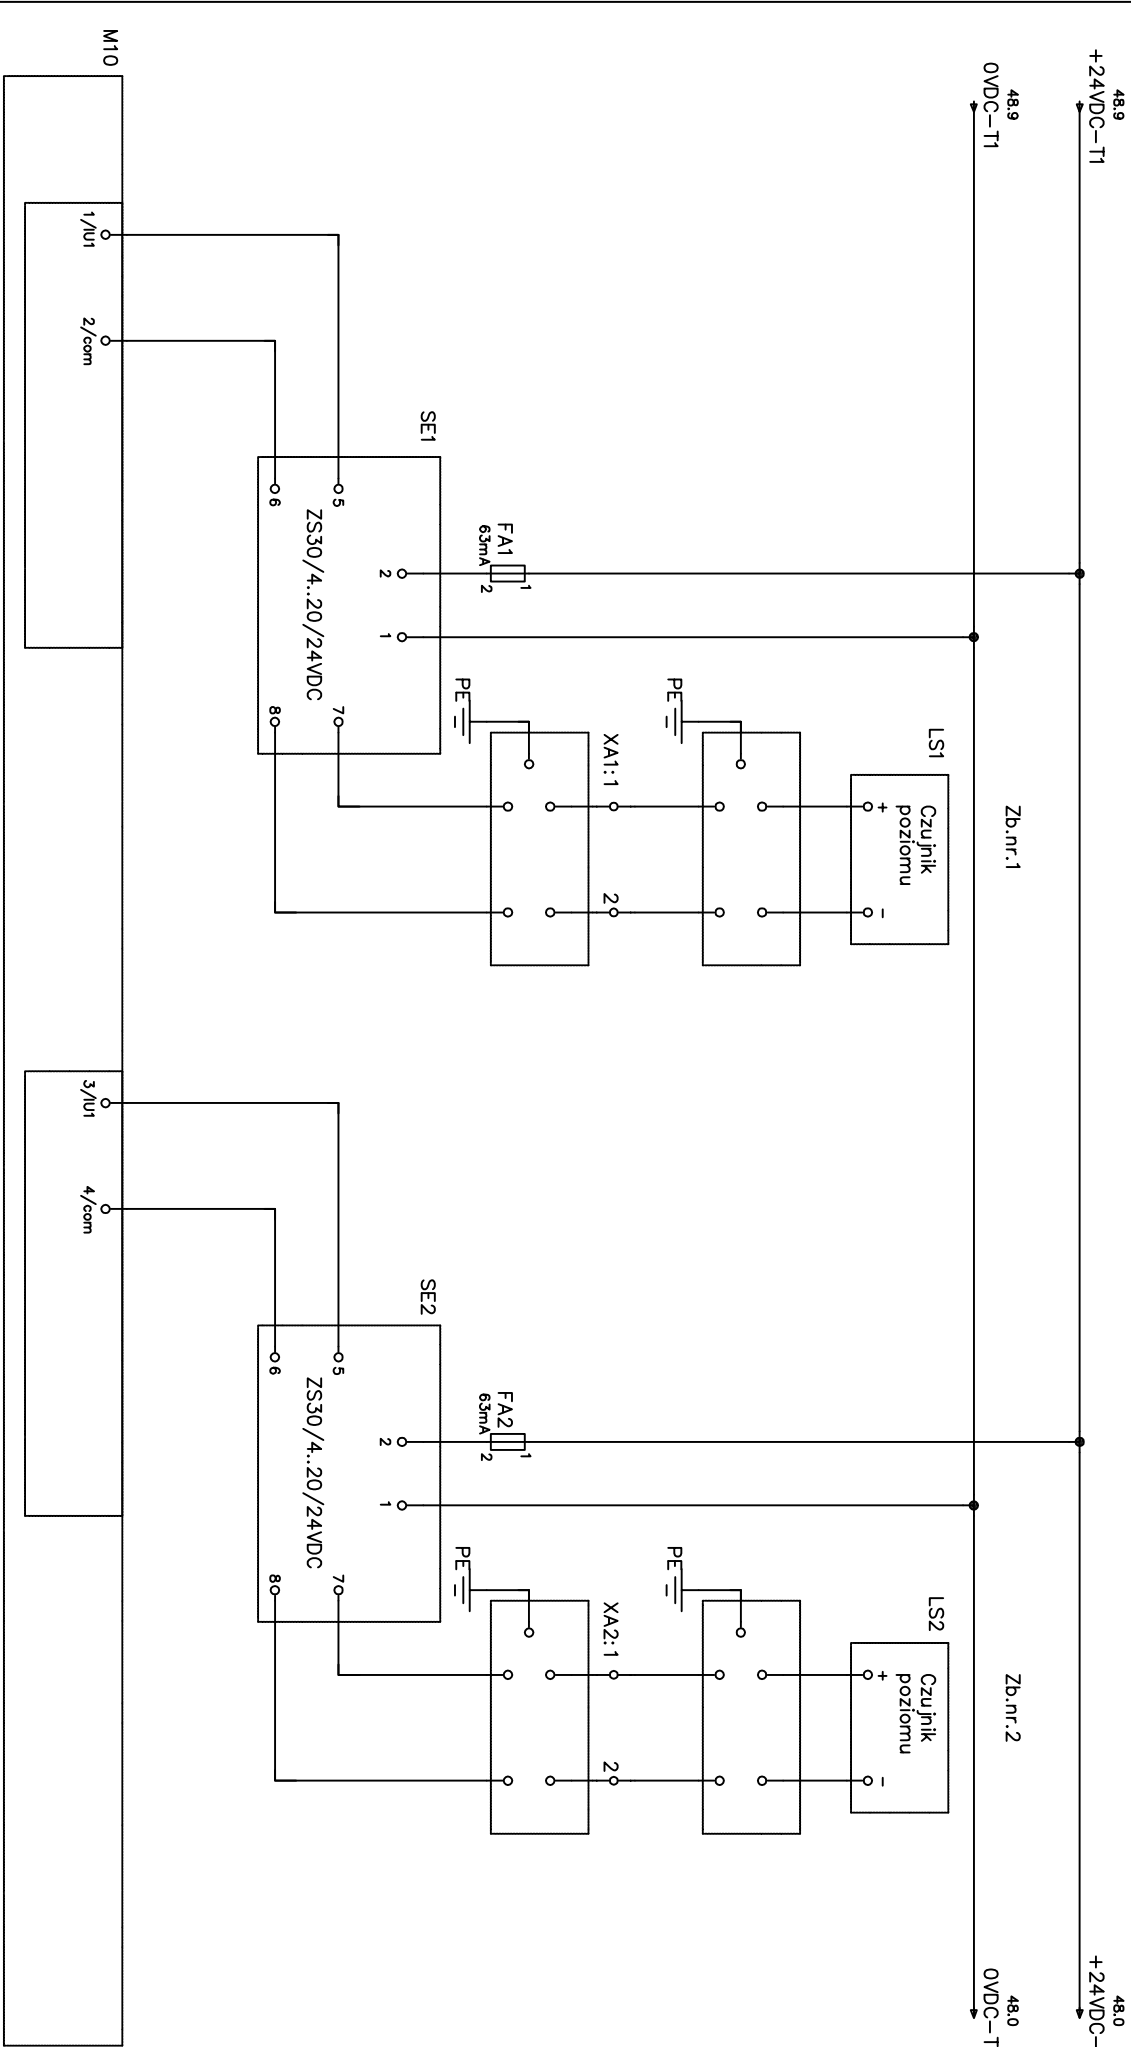 48.9
+24VDC-T1
48.0
+24VDC-
48.9
0VDC-T1
48.0
0VDC-T
Zb.nr.1
Zb.nr.2
LS1
Czujnik
poziomu
+ -
LS2
Czujnik
poziomu
+ -
PE
PE
XA1:1
2
XA2:1
2
PE
PE
FA1
63mA
1
2
FA2
63mA
1
2
SE1
2 1
5 7
ZS30/4..20/24VDC
6 8
SE2
2 1
5 7
ZS30/4..20/24VDC
6 8
M10
1/IU1
2/com
3/IU1
4/com